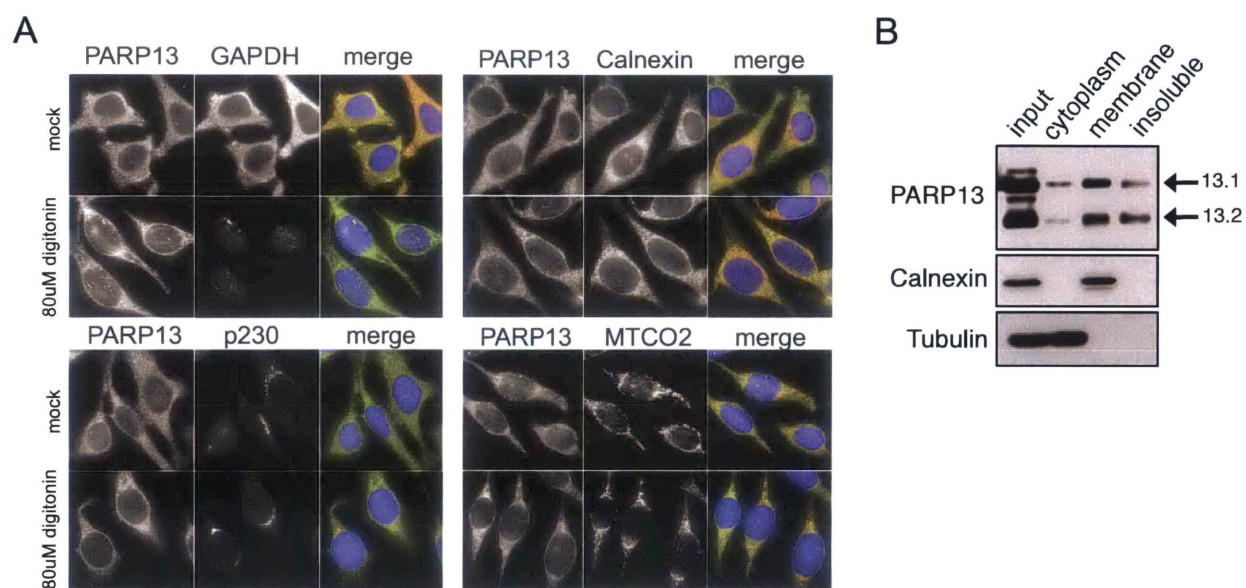 A
PARP13 GAPDH merge
mock
80uM digitonin
PARP13 Calnexin merge
PARP13 p230 merge
mock
80uM digitonin
PARP13 MTCO2 merge
B
input
cytoplasm
membrane
insoluble
PARP13
13.1
13.2
Calnexin
Tubulin